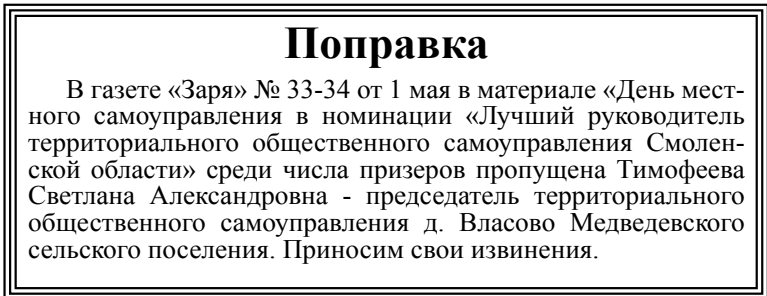 Поправка
В газете «Заря» № 33-34 от 1 мая в материале «День мест-
ного самоуправления в номинации «Лучший руководитель
территориального общественного самоуправления Смолен-
ской области» среди числа призеров пропущена Тимофеева
Светлана Александровна - председатель территориального
общественного самоуправления д. Власово Медведевского
сельского поселения. Приносим свои извинения.